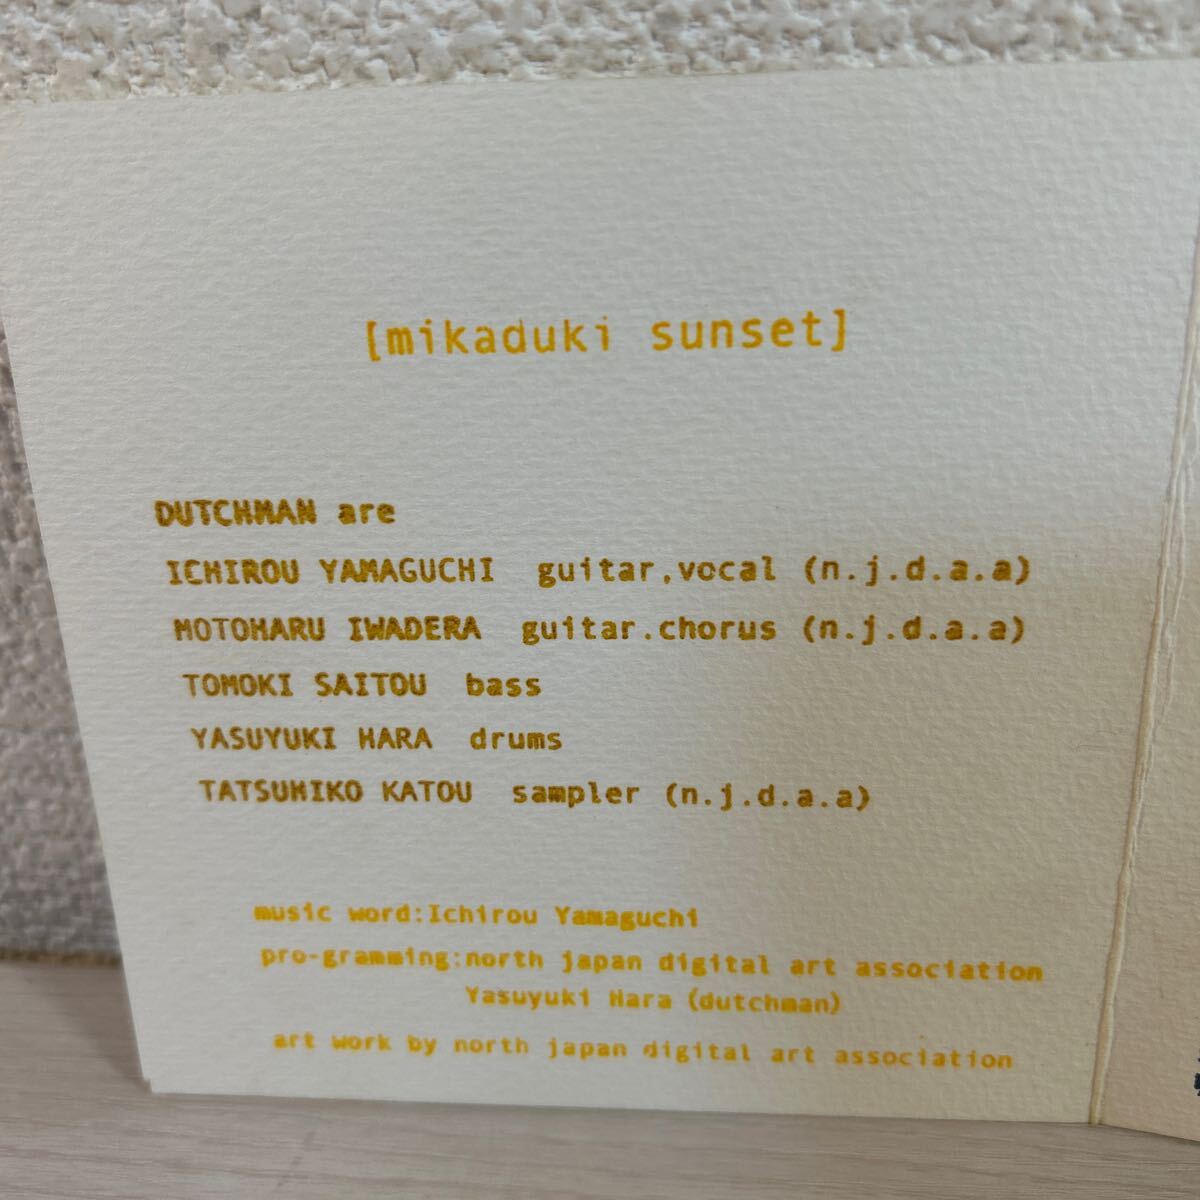 [mikaduki sunset]
DUTCHMAN are
ICHIROU YAMAGUCHI guitar,vocal (n.j.d.a.a)
MOTOHARU IWADERA guitar.chorus (n.j.d.a.a)
TOMOKI SAITOU bass
YASUYUKI HARA drums
TATSUHIKO KATOU sampler (n.j.d.a.a)
music word:Ichirou Yamaguchi
pro-gramming:north japan digital art association
Yasuyuki Hara (dutchman)
art work by north japan digital art association